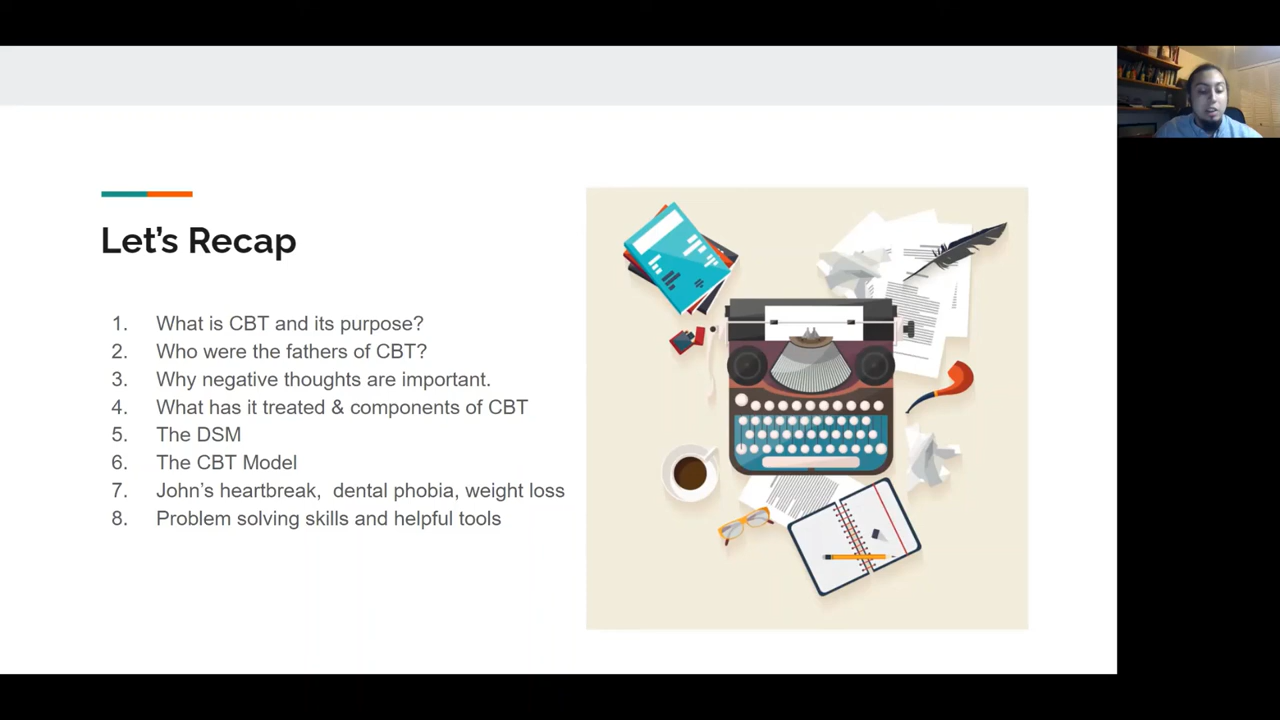 Let's Recap
1. What is CBT and its purpose?
2. Who were the fathers of CBT?
3. Why negative thoughts are important.
4. What has it treated & components of CBT
5. The DSM
6. The CBT Model
7. John's heartbreak, dental phobia, weight loss
8. Problem solving skills and helpful tools